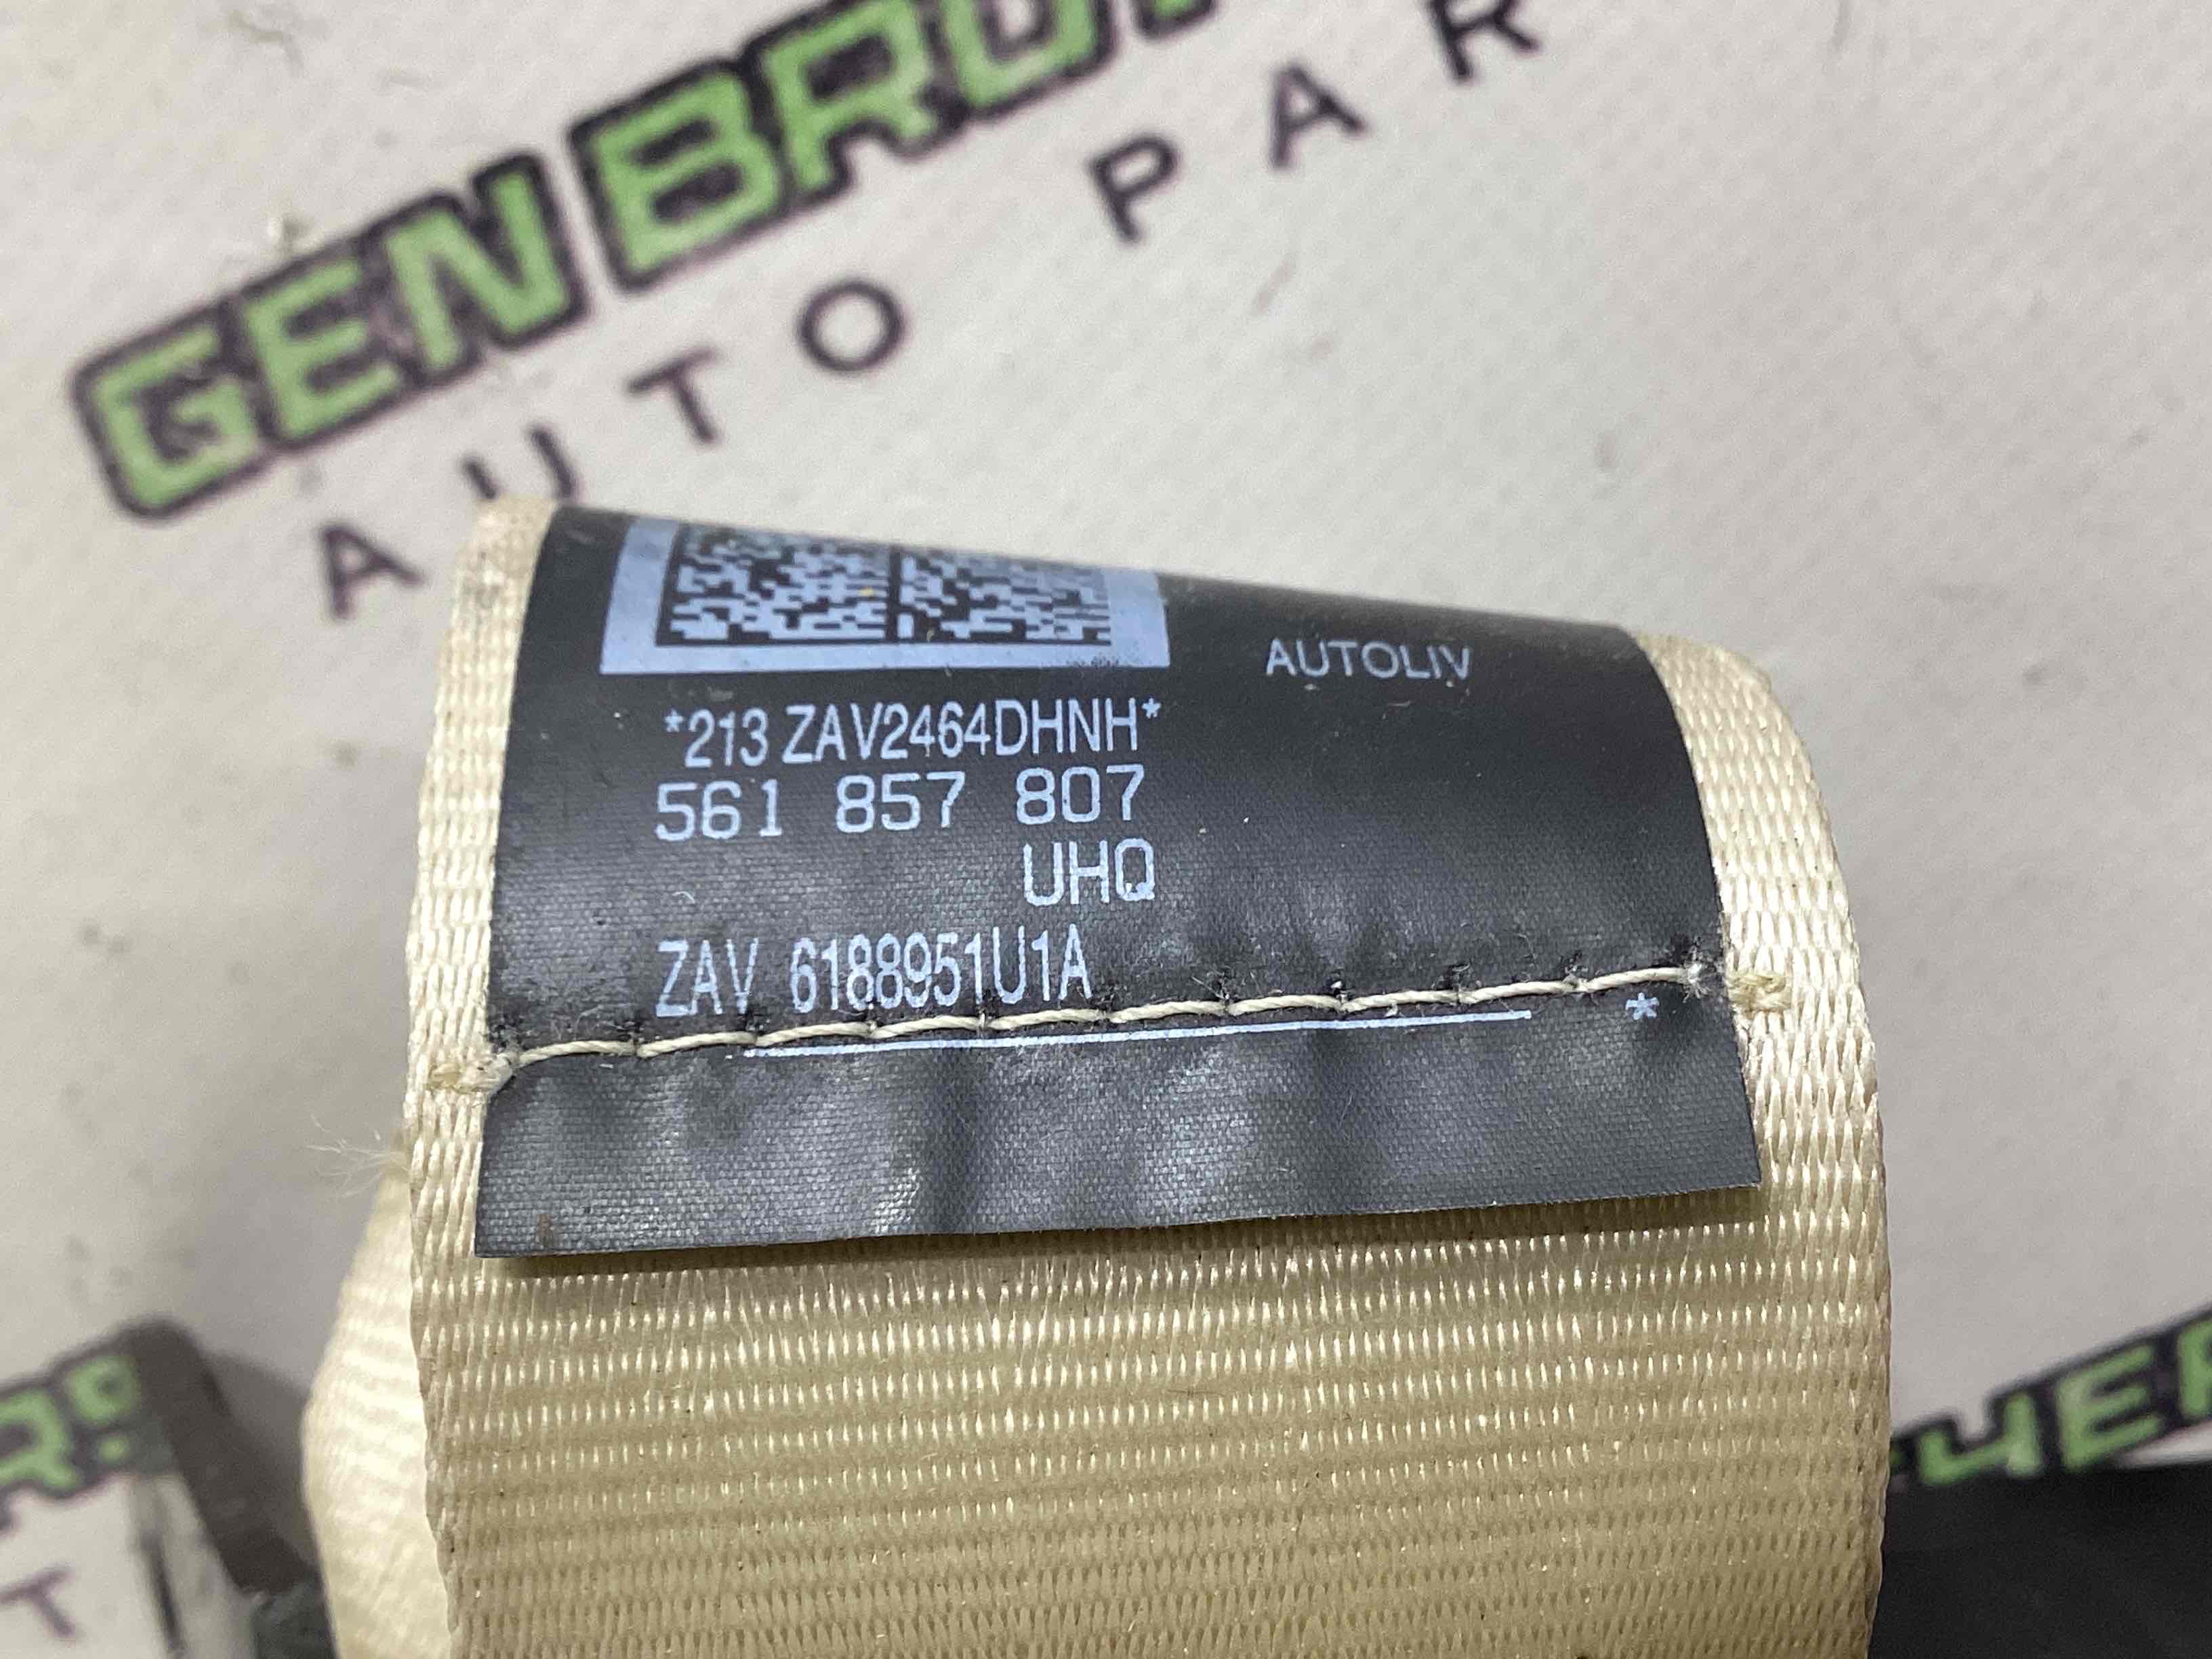 GEN BRO
AUTO PAR
AUTOLIV
*213 ZAV2464DHNH*
561 857 807
UHQ
ZAV 6188951U1A
*